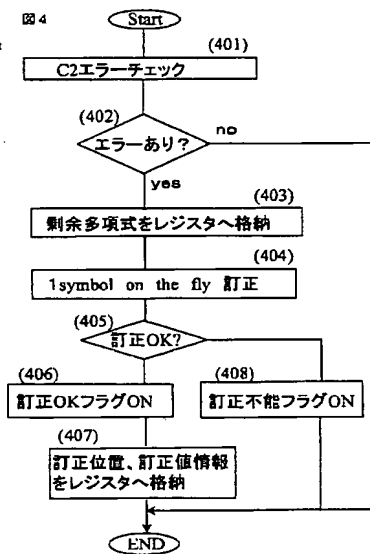 図4
Start
(401)
C2エラーチェック
(402)
エラーあり?
no
yes
(403)
剰余多項式をレジスタへ格納
(404)
1symbol on the fly 訂正
(405)
訂正OK?
(406)
訂正OKフラグON
(408)
訂正不能フラグON
(407)
訂正位置、訂正値情報
をレジスタへ格納
END